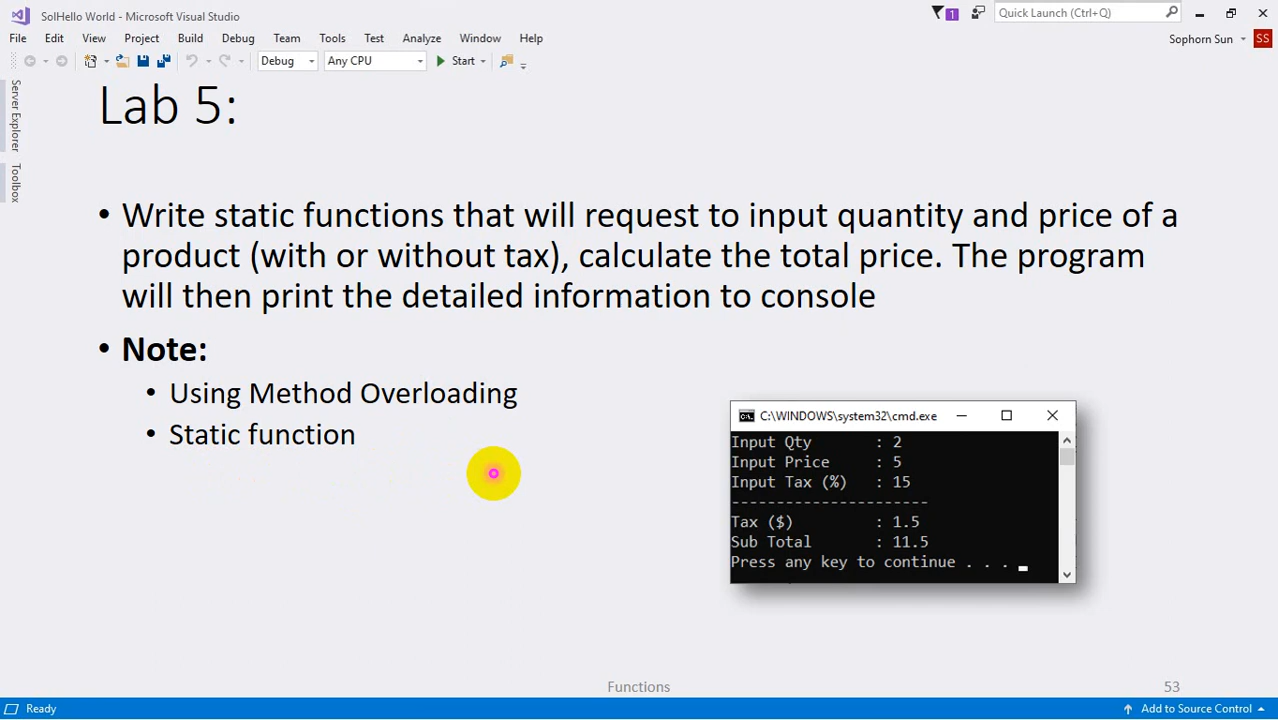 SolHello World - Microsoft Visual Studio
1
Quick Launch (Ctrl+Q)
File Edit View Project Build Debug Team Tools Test Analyze Window Help
Sophorn Sun SS
Debug Any CPU Start
Server Explorer
Toolbox
Lab 5:
• Write static functions that will request to input quantity and price of a
product (with or without tax), calculate the total price. The program
will then print the detailed information to console
• Note:
• Using Method Overloading
• Static function
C:\WINDOWS\system32\cmd.exe
Input Qty : 2
Input Price : 5
Input Tax (%) : 15
----------------------
Tax ($) : 1.5
Sub Total : 11.5
Press any key to continue . . . _
Functions
53
Ready
Add to Source Control